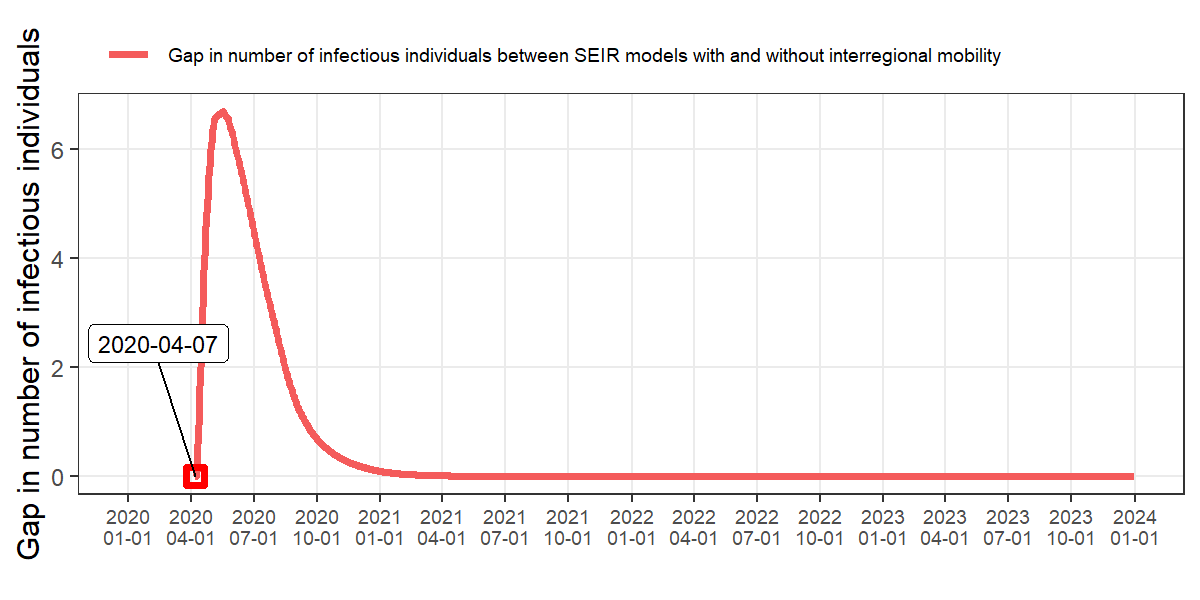 Gap in number of infectious individuals between SEIR models with and without interregional mobility
Gap in number of infectious individuals
6
4
2
0
2020-04-07
2020 2020 2020 2020 2021 2021 2021 2021 2022 2022 2022 2022 2023 2023 2023 2023 2024
01-01 04-01 07-01 10-01 01-01 04-01 07-01 10-01 01-01 04-01 07-01 10-01 01-01 04-01 07-01 10-01 01-01